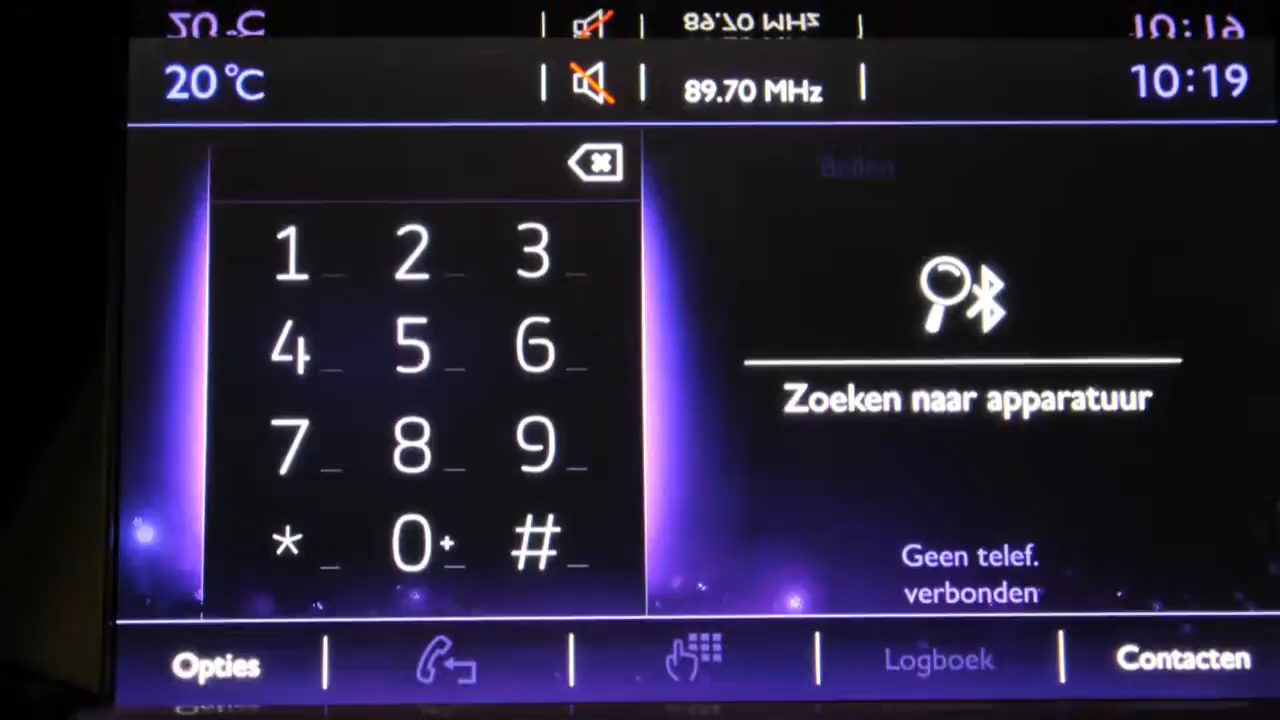 20°C
89.70 MHz
10:19
Bellen
1 2 3
4 5 6
7 8 9
* 0+ #
Zoeken naar apparatuur
Geen telef.
verbonden
Opties
Logboek
Contacten